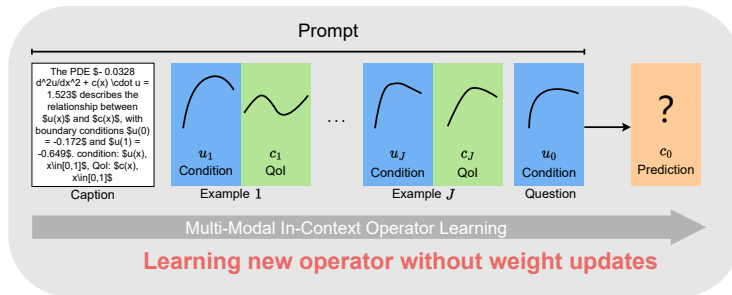 Prompt
The PDE $- 0.0328
d^2u/dx^2 + c(x) \cdot u =
1.523$ describes the
relationship between
$u(x)$ and $c(x)$, with
boundary conditions $u(0)
= -0.172$ and $u(1) =
-0.649$. condition: $u(x),
x\in[0,1]$, QoI: $c(x),
x\in[0,1]$
Caption
u₁
Condition
c₁
QoI
Example 1
...
u_J
Condition
c_J
QoI
Example J
u₀
Condition
Question
?
c₀
Prediction
Multi-Modal In-Context Operator Learning
Learning new operator without weight updates